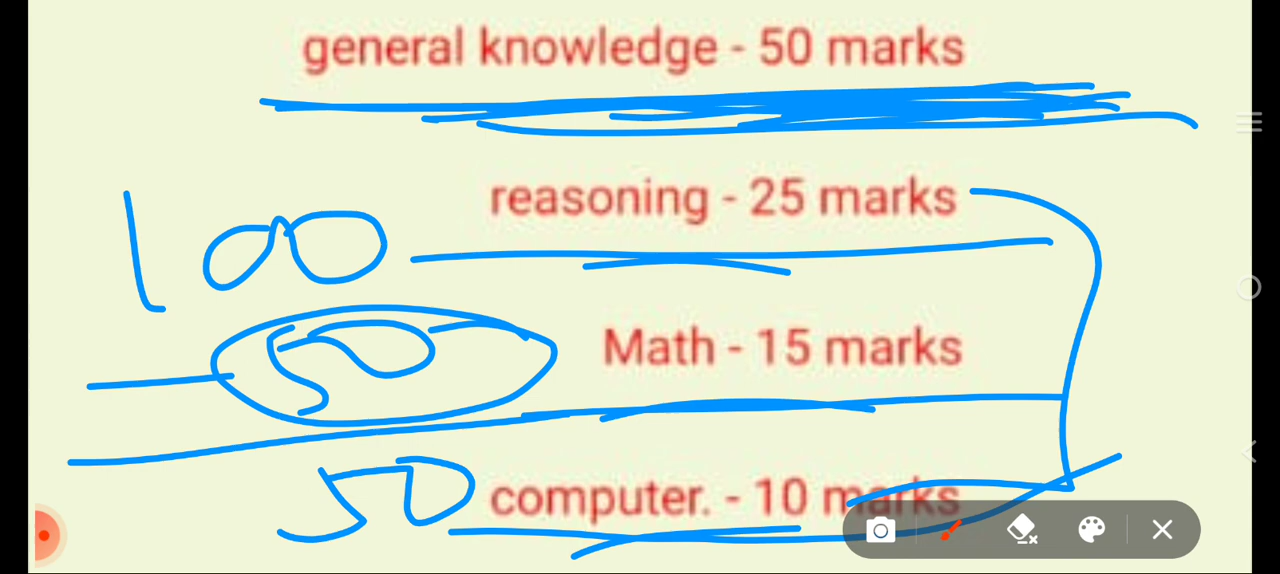 general knowledge - 50 marks
reasoning - 25 marks
100
Math - 15 marks
- 50
computer. - 10 marks
50